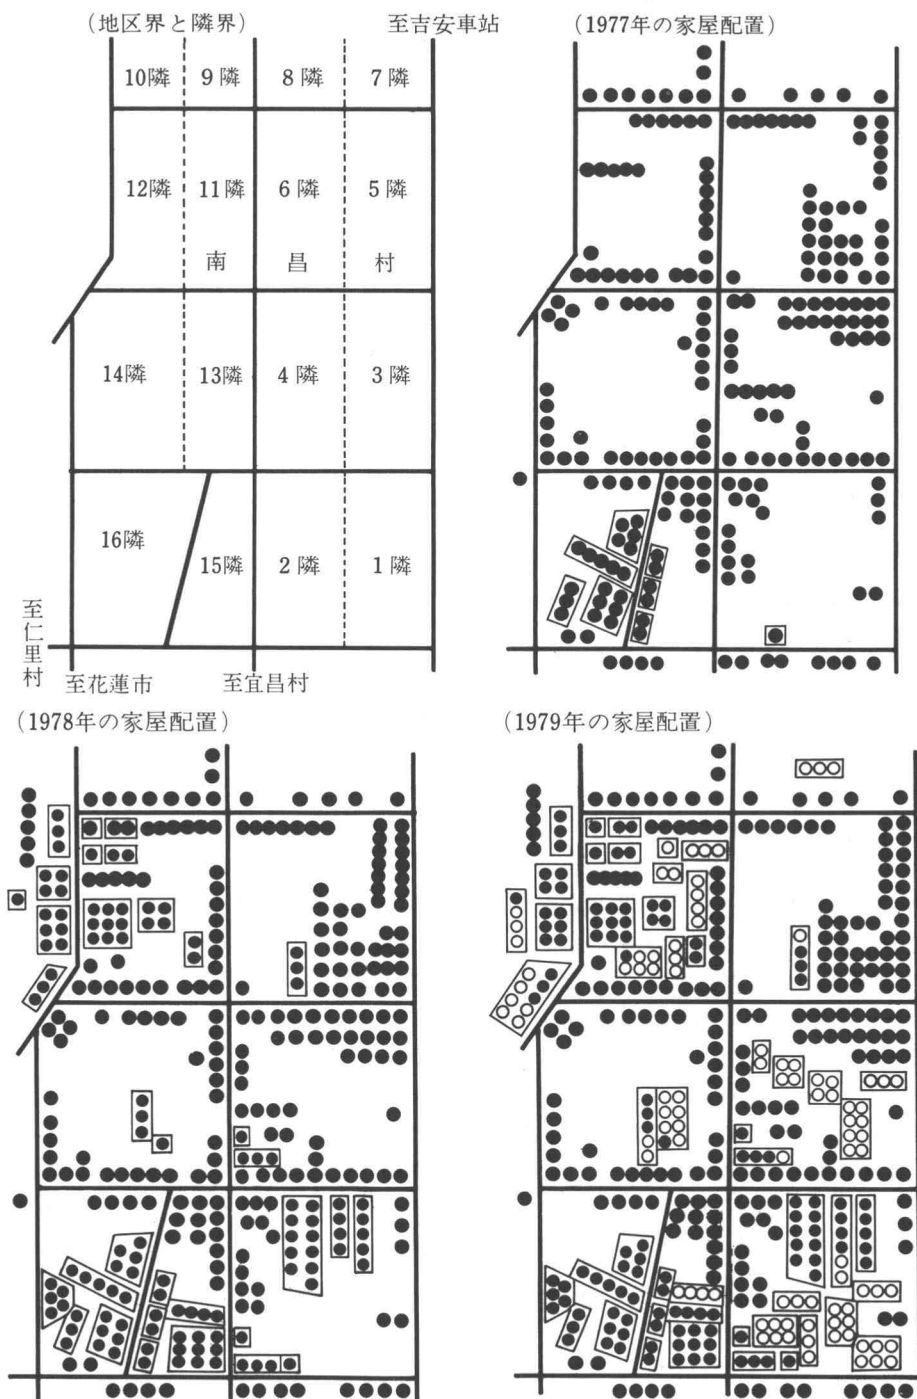 (地区界と隣界)
至吉安車站
10隣 9隣 8隣 7隣
12隣 11隣 6隣 5隣
南 昌 村
14隣 13隣 4隣 3隣
16隣 15隣 2隣 1隣
至仁里村
至花蓮市 至宜昌村
(1977年の家屋配置)
(1978年の家屋配置)
(1979年の家屋配置)